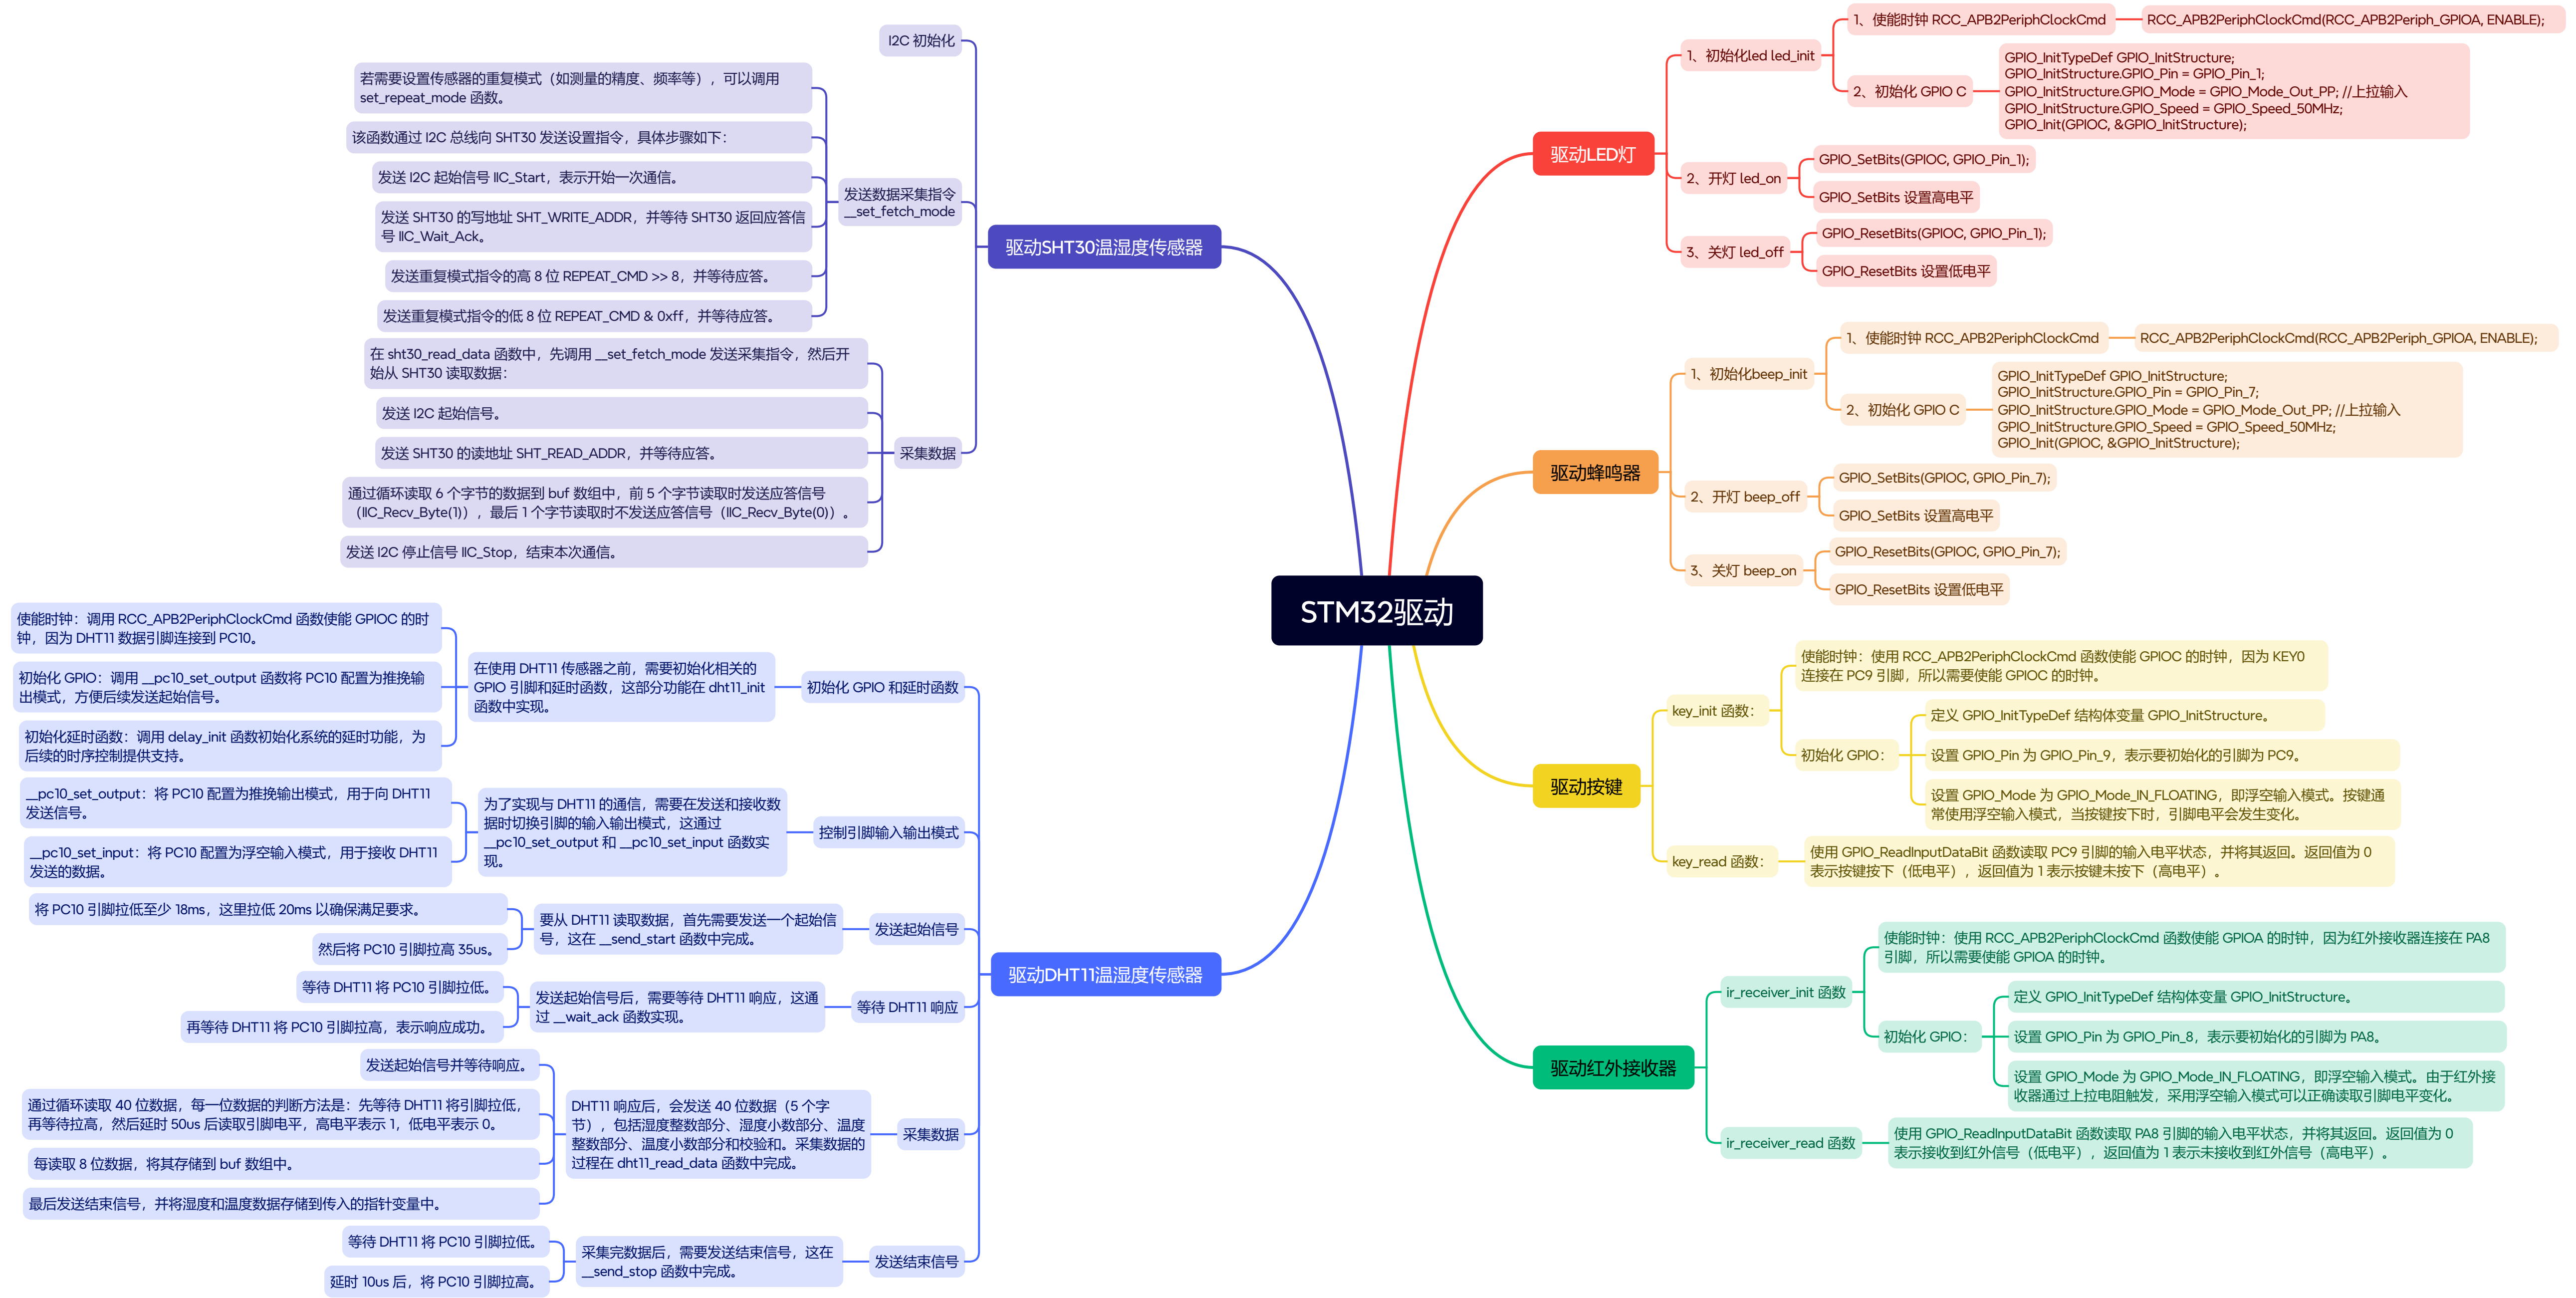 STM32驱动
驱动LED灯
1、初始化led led_init
1、使能时钟 RCC_APB2PeriphClockCmd
RCC_APB2PeriphClockCmd(RCC_APB2Periph_GPIOA, ENABLE);
2、初始化 GPIO C
GPIO_InitTypeDef GPIO_InitStructure;
GPIO_InitStructure.GPIO_Pin = GPIO_Pin_1;
GPIO_InitStructure.GPIO_Mode = GPIO_Mode_Out_PP; //上拉输入
GPIO_InitStructure.GPIO_Speed = GPIO_Speed_50MHz;
GPIO_Init(GPIOC, &GPIO_InitStructure);
2、开灯 led_on
GPIO_SetBits(GPIOC, GPIO_Pin_1);
GPIO_SetBits 设置高电平
3、关灯 led_off
GPIO_ResetBits(GPIOC, GPIO_Pin_1);
GPIO_ResetBits 设置低电平
驱动蜂鸣器
1、初始化beep_init
1、使能时钟 RCC_APB2PeriphClockCmd
RCC_APB2PeriphClockCmd(RCC_APB2Periph_GPIOA, ENABLE);
2、初始化 GPIO C
GPIO_InitTypeDef GPIO_InitStructure;
GPIO_InitStructure.GPIO_Pin = GPIO_Pin_7;
GPIO_InitStructure.GPIO_Mode = GPIO_Mode_Out_PP; //上拉输入
GPIO_InitStructure.GPIO_Speed = GPIO_Speed_50MHz;
GPIO_Init(GPIOC, &GPIO_InitStructure);
2、开灯 beep_off
GPIO_SetBits(GPIOC, GPIO_Pin_7);
GPIO_SetBits 设置高电平
3、关灯 beep_on
GPIO_ResetBits(GPIOC, GPIO_Pin_7);
GPIO_ResetBits 设置低电平
驱动按键
key_init 函数：
使能时钟：使用 RCC_APB2PeriphClockCmd 函数使能 GPIOC 的时钟，因为 KEY0
连接在 PC9 引脚，所以需要使能 GPIOC 的时钟。
初始化 GPIO：
定义 GPIO_InitTypeDef 结构体变量 GPIO_InitStructure。
设置 GPIO_Pin 为 GPIO_Pin_9，表示要初始化的引脚为 PC9。
设置 GPIO_Mode 为 GPIO_Mode_IN_FLOATING，即浮空输入模式。按键通
常使用浮空输入模式，当按键按下时，引脚电平会发生变化。
key_read 函数：
使用 GPIO_ReadInputDataBit 函数读取 PC9 引脚的输入电平状态，并将其返回。返回值为 0
表示按键按下（低电平），返回值为 1 表示按键未按下（高电平）。
驱动红外接收器
ir_receiver_init 函数
使能时钟：使用 RCC_APB2PeriphClockCmd 函数使能 GPIOA 的时钟，因为红外接收器连接在 PA8
引脚，所以需要使能 GPIOA 的时钟。
初始化 GPIO：
定义 GPIO_InitTypeDef 结构体变量 GPIO_InitStructure。
设置 GPIO_Pin 为 GPIO_Pin_8，表示要初始化的引脚为 PA8。
设置 GPIO_Mode 为 GPIO_Mode_IN_FLOATING，即浮空输入模式。由于红外接
收器通过上拉电阻触发，采用浮空输入模式可以正确读取引脚电平变化。
ir_receiver_read 函数
使用 GPIO_ReadInputDataBit 函数读取 PA8 引脚的输入电平状态，并将其返回。返回值为 0
表示接收到红外信号（低电平），返回值为 1 表示未接收到红外信号（高电平）。
驱动SHT30温湿度传感器
I2C 初始化
发送数据采集指令
__set_fetch_mode
若需要设置传感器的重复模式（如测量的精度、频率等），可以调用
set_repeat_mode 函数。
该函数通过 I2C 总线向 SHT30 发送设置指令，具体步骤如下：
发送 I2C 起始信号 IIC_Start，表示开始一次通信。
发送 SHT30 的写地址 SHT_WRITE_ADDR，并等待 SHT30 返回应答信
号 IIC_Wait_Ack。
发送重复模式指令的高 8 位 REPEAT_CMD >> 8，并等待应答。
发送重复模式指令的低 8 位 REPEAT_CMD & 0xff，并等待应答。
采集数据
在 sht30_read_data 函数中，先调用 __set_fetch_mode 发送采集指令，然后开
始从 SHT30 读取数据：
发送 I2C 起始信号。
发送 SHT30 的读地址 SHT_READ_ADDR，并等待应答。
通过循环读取 6 个字节的数据到 buf 数组中，前 5 个字节读取时发送应答信号
（IIC_Recv_Byte(1)），最后 1 个字节读取时不发送应答信号（IIC_Recv_Byte(0)）。
发送 I2C 停止信号 IIC_Stop，结束本次通信。
驱动DHT11温湿度传感器
初始化 GPIO 和延时函数
在使用 DHT11 传感器之前，需要初始化相关的
GPIO 引脚和延时函数，这部分功能在 dht11_init
函数中实现。
使能时钟：调用 RCC_APB2PeriphClockCmd 函数使能 GPIOC 的时
钟，因为 DHT11 数据引脚连接到 PC10。
初始化 GPIO：调用 __pc10_set_output 函数将 PC10 配置为推挽输
出模式，方便后续发送起始信号。
初始化延时函数：调用 delay_init 函数初始化系统的延时功能，为
后续的时序控制提供支持。
控制引脚输入输出模式
为了实现与 DHT11 的通信，需要在发送和接收数
据时切换引脚的输入输出模式，这通过
__pc10_set_output 和 __pc10_set_input 函数实
现。
__pc10_set_output：将 PC10 配置为推挽输出模式，用于向 DHT11
发送信号。
__pc10_set_input：将 PC10 配置为浮空输入模式，用于接收 DHT11
发送的数据。
发送起始信号
要从 DHT11 读取数据，首先需要发送一个起始信
号，这在 __send_start 函数中完成。
将 PC10 引脚拉低至少 18ms，这里拉低 20ms 以确保满足要求。
然后将 PC10 引脚拉高 35us。
等待 DHT11 响应
发送起始信号后，需要等待 DHT11 响应，这通
过 __wait_ack 函数实现。
等待 DHT11 将 PC10 引脚拉低。
再等待 DHT11 将 PC10 引脚拉高，表示响应成功。
采集数据
DHT11 响应后，会发送 40 位数据（5 个字
节），包括湿度整数部分、湿度小数部分、温度
整数部分、温度小数部分和校验和。采集数据的
过程在 dht11_read_data 函数中完成。
发送起始信号并等待响应。
通过循环读取 40 位数据，每一位数据的判断方法是：先等待 DHT11 将引脚拉低，
再等待拉高，然后延时 50us 后读取引脚电平，高电平表示 1，低电平表示 0。
每读取 8 位数据，将其存储到 buf 数组中。
最后发送结束信号，并将湿度和温度数据存储到传入的指针变量中。
发送结束信号
采集完数据后，需要发送结束信号，这在
__send_stop 函数中完成。
等待 DHT11 将 PC10 引脚拉低。
延时 10us 后，将 PC10 引脚拉高。